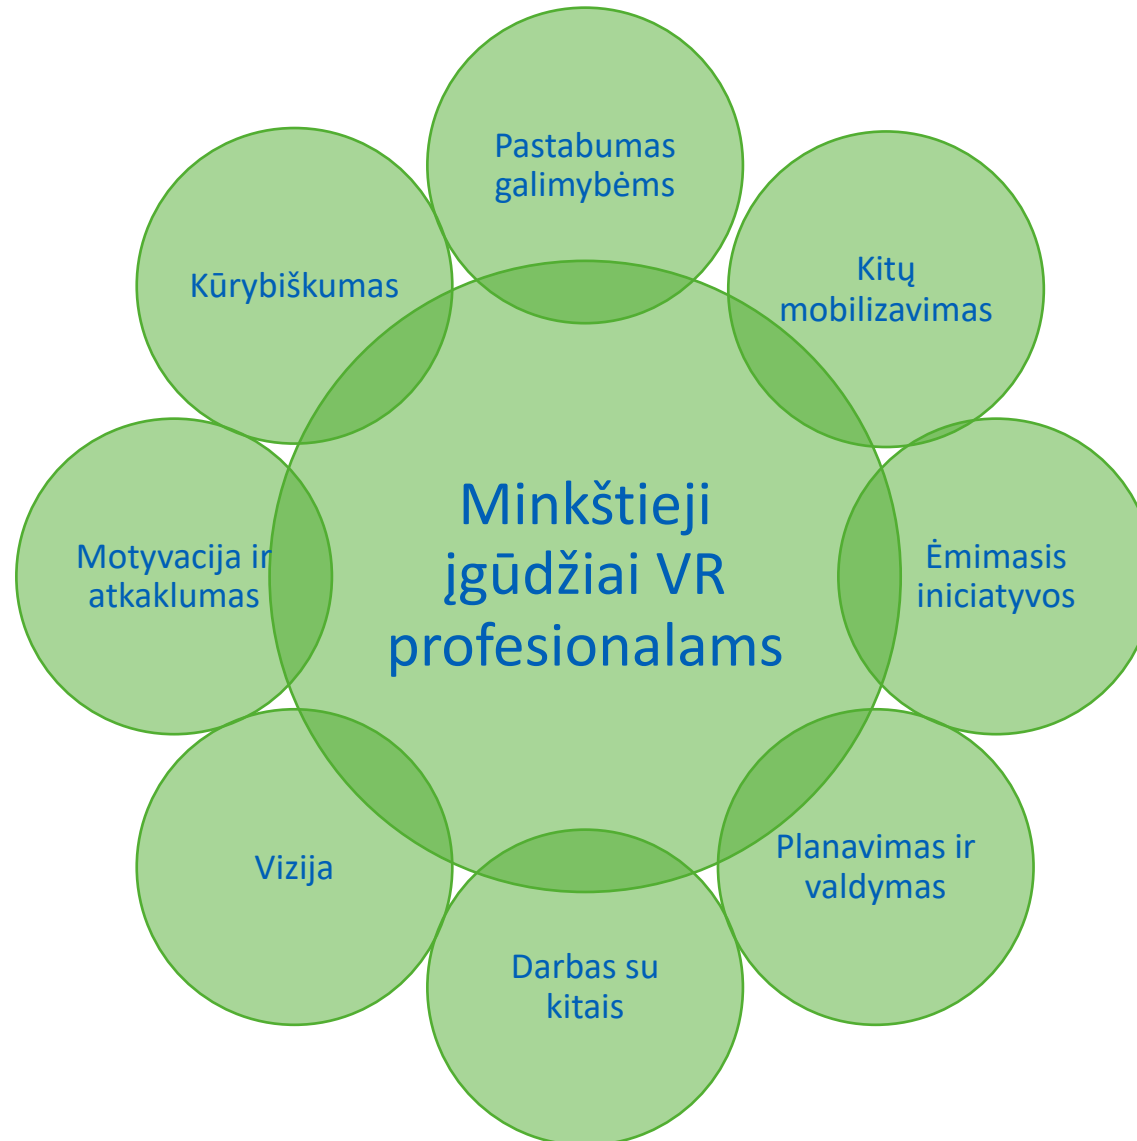 Pastabumas
galimybėms
Kitų
mobilizavimas
Ėmimasis
iniciatyvos
Planavimas ir
valdymas
Darbas su
kitais
Vizija
Motyvacija ir
atkaklumas
Kūrybiškumas
Minkštieji
įgūdžiai VR
profesionalams